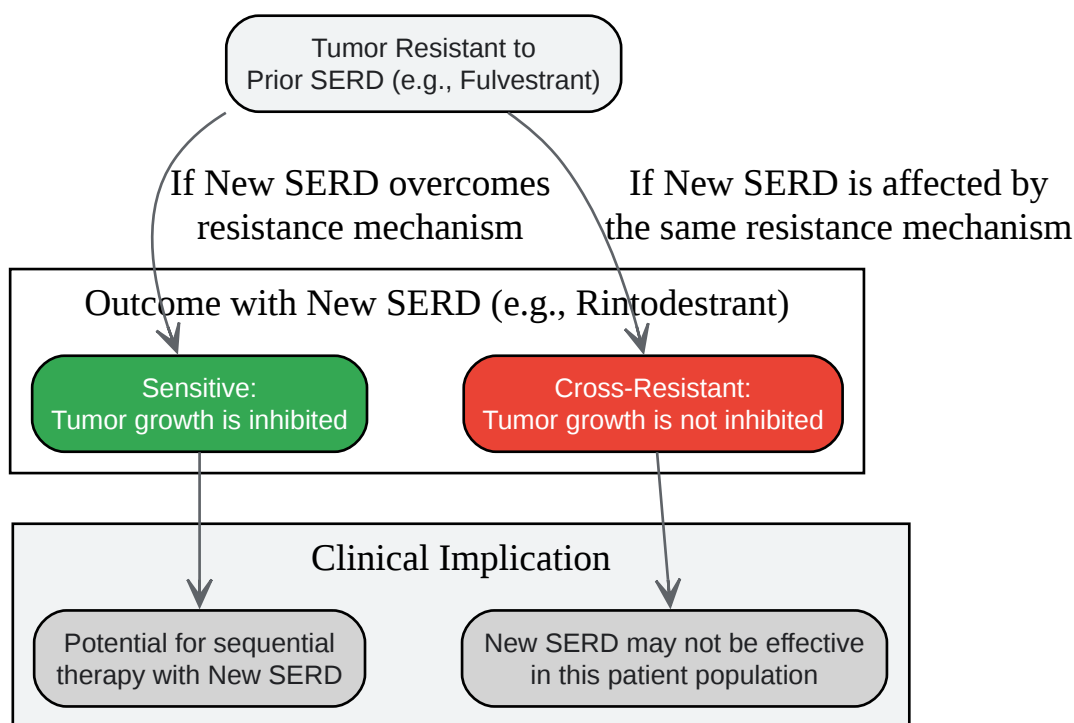 Tumor Resistant to
Prior SERD (e.g., Fulvestrant)
If New SERD overcomes
resistance mechanism
If New SERD is affected by
the same resistance mechanism
Outcome with New SERD (e.g., Rintodestrant)
Sensitive:
Tumor growth is inhibited
Cross-Resistant:
Tumor growth is not inhibited
Clinical Implication
Potential for sequential
therapy with New SERD
New SERD may not be effective
in this patient population